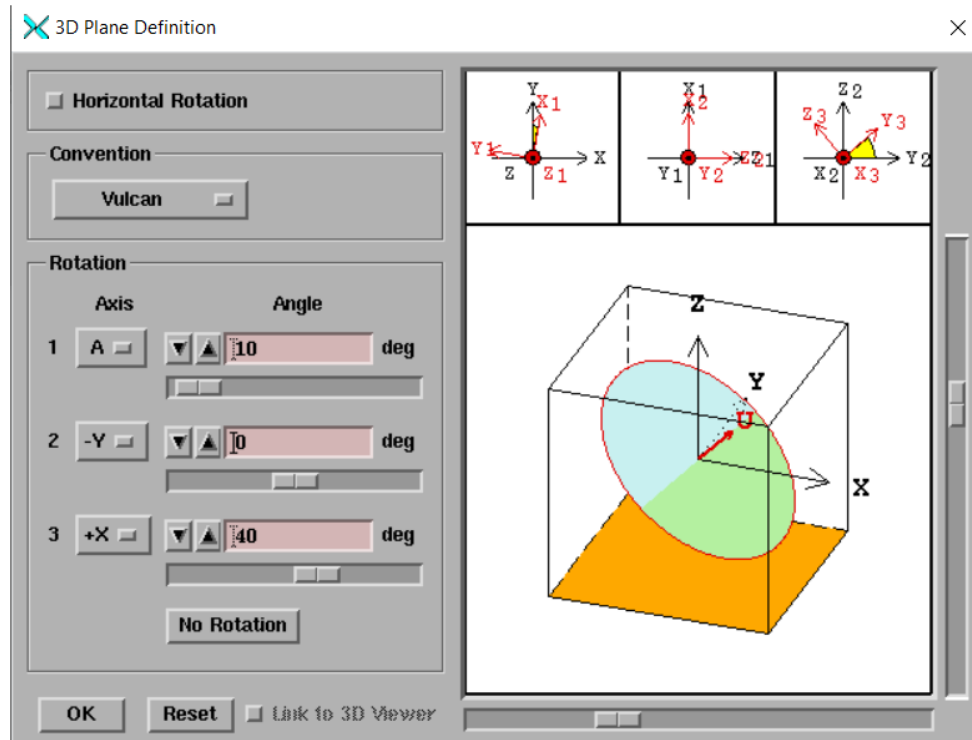 3D Plane Definition
Horizontal Rotation
Convention
Vulcan
Rotation
Axis Angle
1 A 10 deg
2 -Y 0 deg
3 +X 40 deg
No Rotation
OK Reset Link to 3D Viewer
Y X1 Y1 X Z Z1
X1 X2 Y1 Y2
Z2 Z3 Y3 Y2 X2 X3
Z
Y
U
X